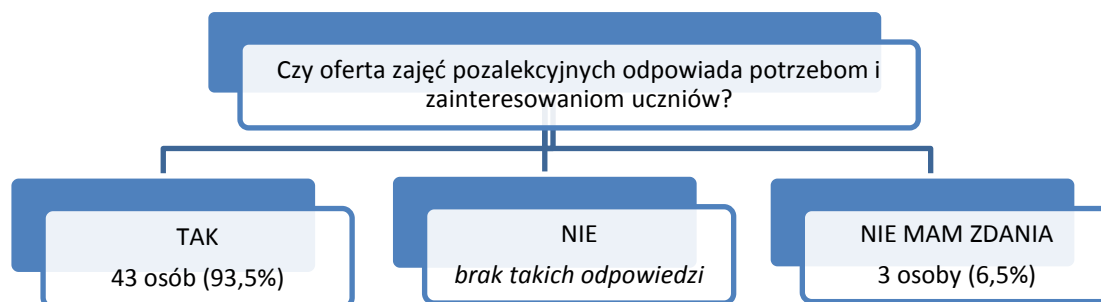 Czy oferta zajęć pozalekcyjnych odpowiada potrzebom i
zainteresowaniom uczniów?
TAK
43 osób (93,5%)
NIE
brak takich odpowiedzi
NIE MAM ZDANIA
3 osoby (6,5%)